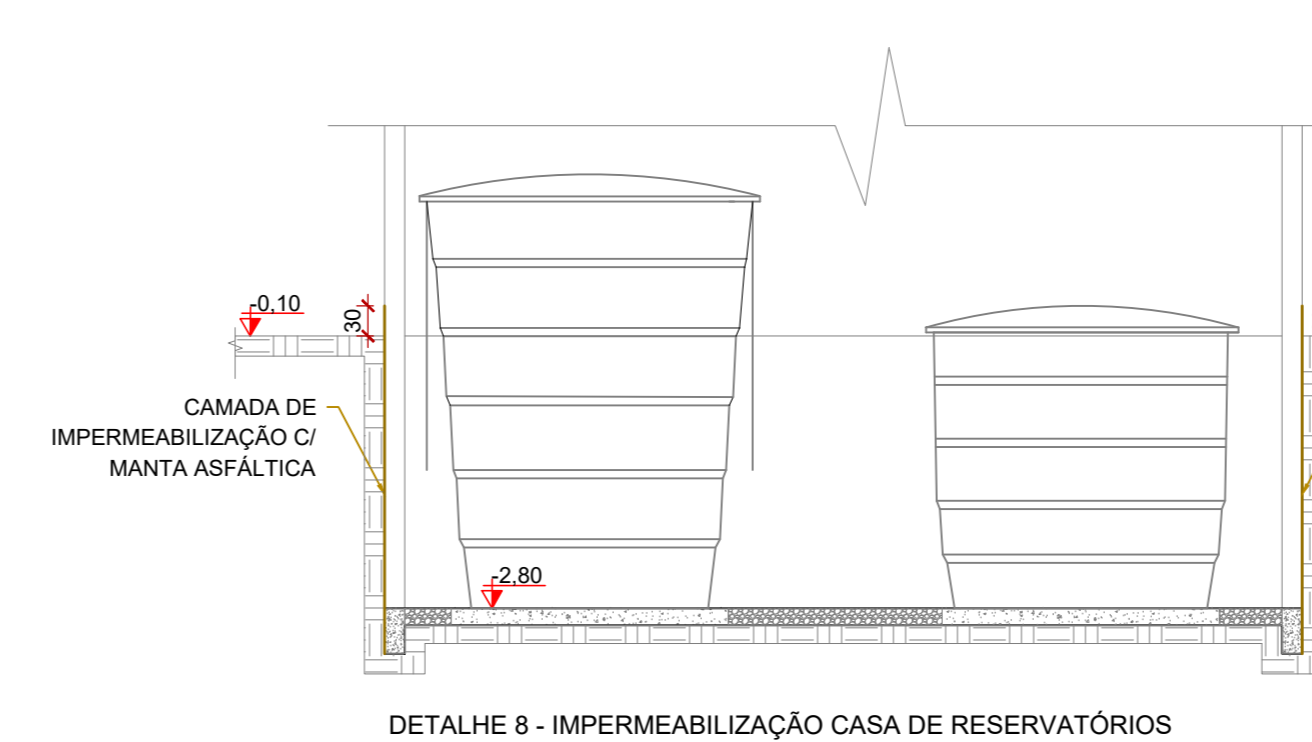 -0,10
30
CAMADA DE
IMPERMEABILIZAÇÃO C/
MANTA ASFÁLTICA
-2,80
DETALHE 8 - IMPERMEABILIZAÇÃO CASA DE RESERVATÓRIOS